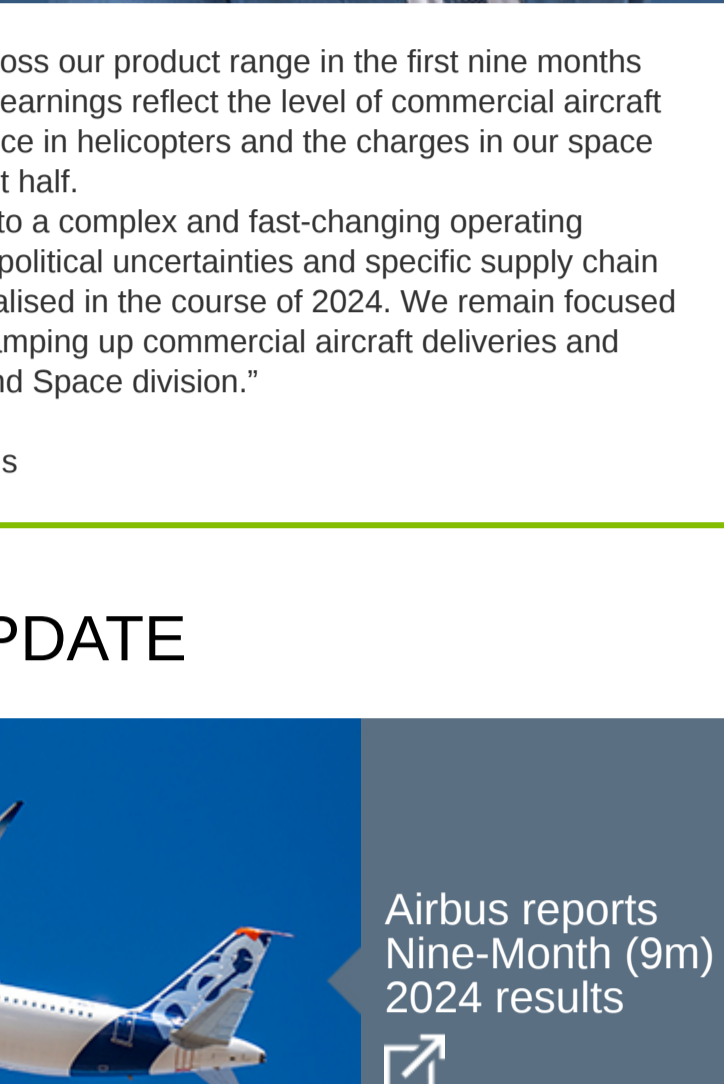 oss our product range in the first nine months
earnings reflect the level of commercial aircraft
ce in helicopters and the charges in our space
t half.
to a complex and fast-changing operating
political uncertainties and specific supply chain
alised in the course of 2024. We remain focused
amping up commercial aircraft deliveries and
nd Space division.”
s
PDATE
Airbus reports
Nine-Month (9m)
2024 results